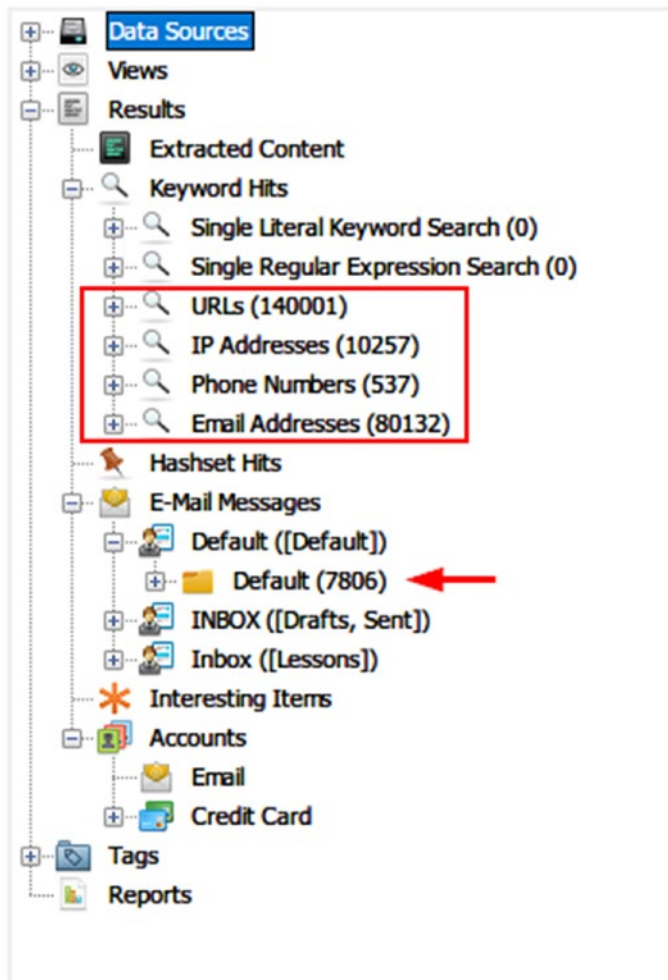 Data Sources
Views
Results
Extracted Content
Keyword Hits
Single Literal Keyword Search (0)
Single Regular Expression Search (0)
URLs (140001)
IP Addresses (10257)
Phone Numbers (537)
Email Addresses (80132)
Hashset Hits
E-Mail Messages
Default ([Default])
Default (7806)
INBOX ([Drafts, Sent])
Inbox ([Lessons])
Interesting Items
Accounts
Email
Credit Card
Tags
Reports